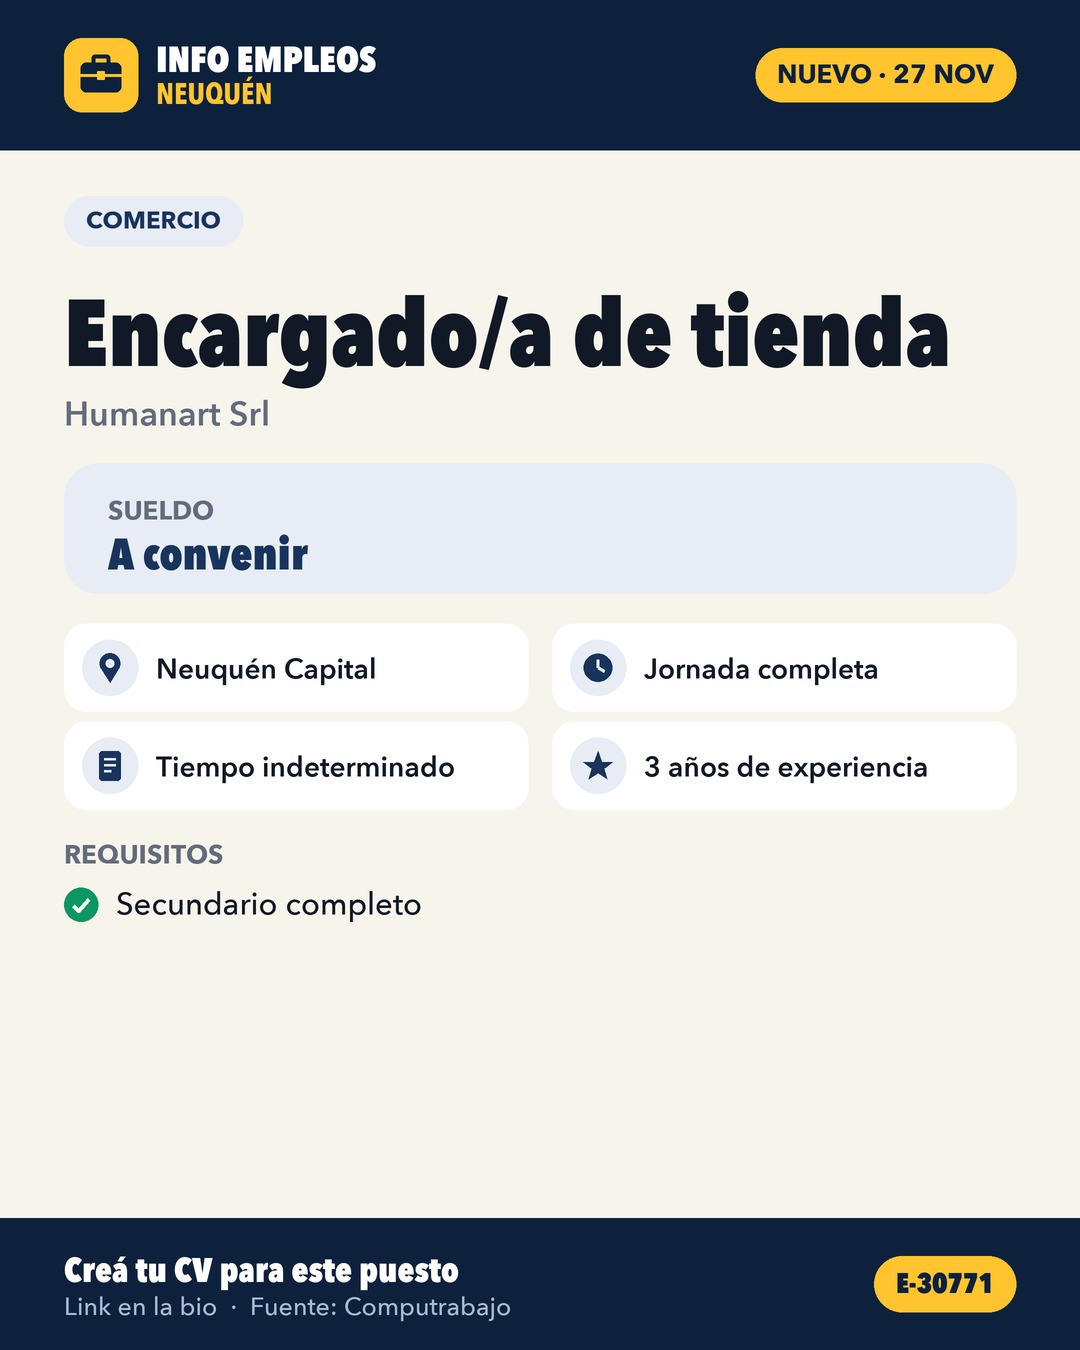 INFO EMPLEOS
NEUQUÉN
NUEVO · 27 NOV
COMERCIO
Encargado/a de tienda
Humanart Srl
SUELDO
A convenir
Neuquén Capital
Jornada completa
Tiempo indeterminado
3 años de experiencia
REQUISITOS
Secundario completo
Creá tu CV para este puesto
Link en la bio · Fuente: Computrabajo
E-30771